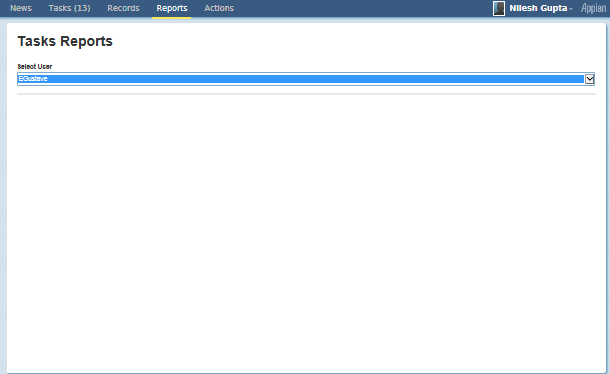 News Tasks (13) Records Reports Actions Nilesh Gupta Appian
Tasks Reports
Select User
EGustave